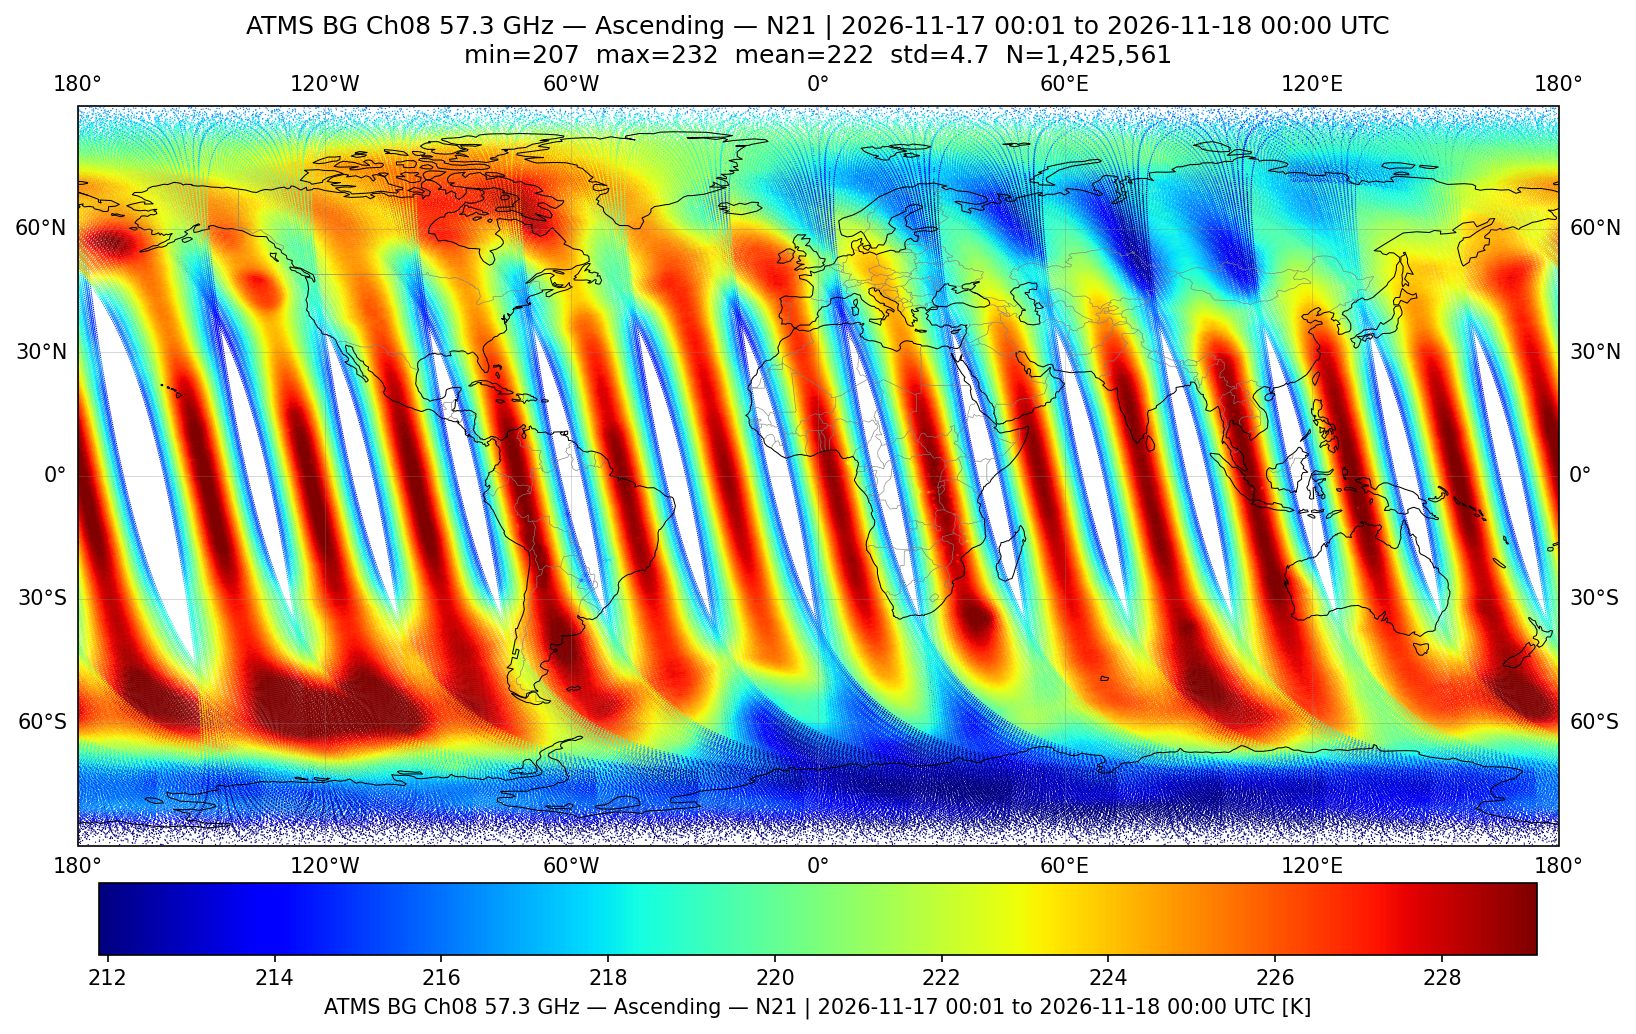 ATMS BG Ch08 57.3 GHz — Ascending — N21 | 2026-11-17 00:01 to 2026-11-18 00:00 UTC
min=207 max=232 mean=222 std=4.7 N=1,425,561
180° 120°W 60°W 0° 60°E 120°E 180°
60°N 60°N
30°N 30°N
0° 0°
30°S 30°S
60°S 60°S
180° 120°W 60°W 0° 60°E 120°E 180°
212 214 216 218 220 222 224 226 228
ATMS BG Ch08 57.3 GHz — Ascending — N21 | 2026-11-17 00:01 to 2026-11-18 00:00 UTC [K]